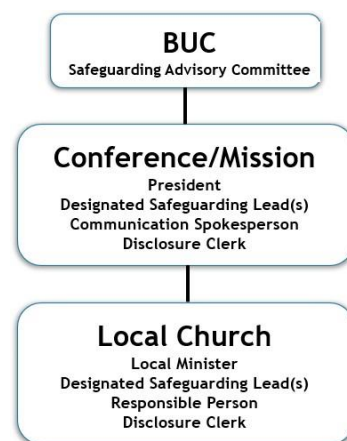 BUC
Safeguarding Advisory Committee
Conference/Mission
President
Designated Safeguarding Lead(s)
Communication Spokesperson
Disclosure Clerk
Local Church
Local Minister
Designated Safeguarding Lead(s)
Responsible Person
Disclosure Clerk